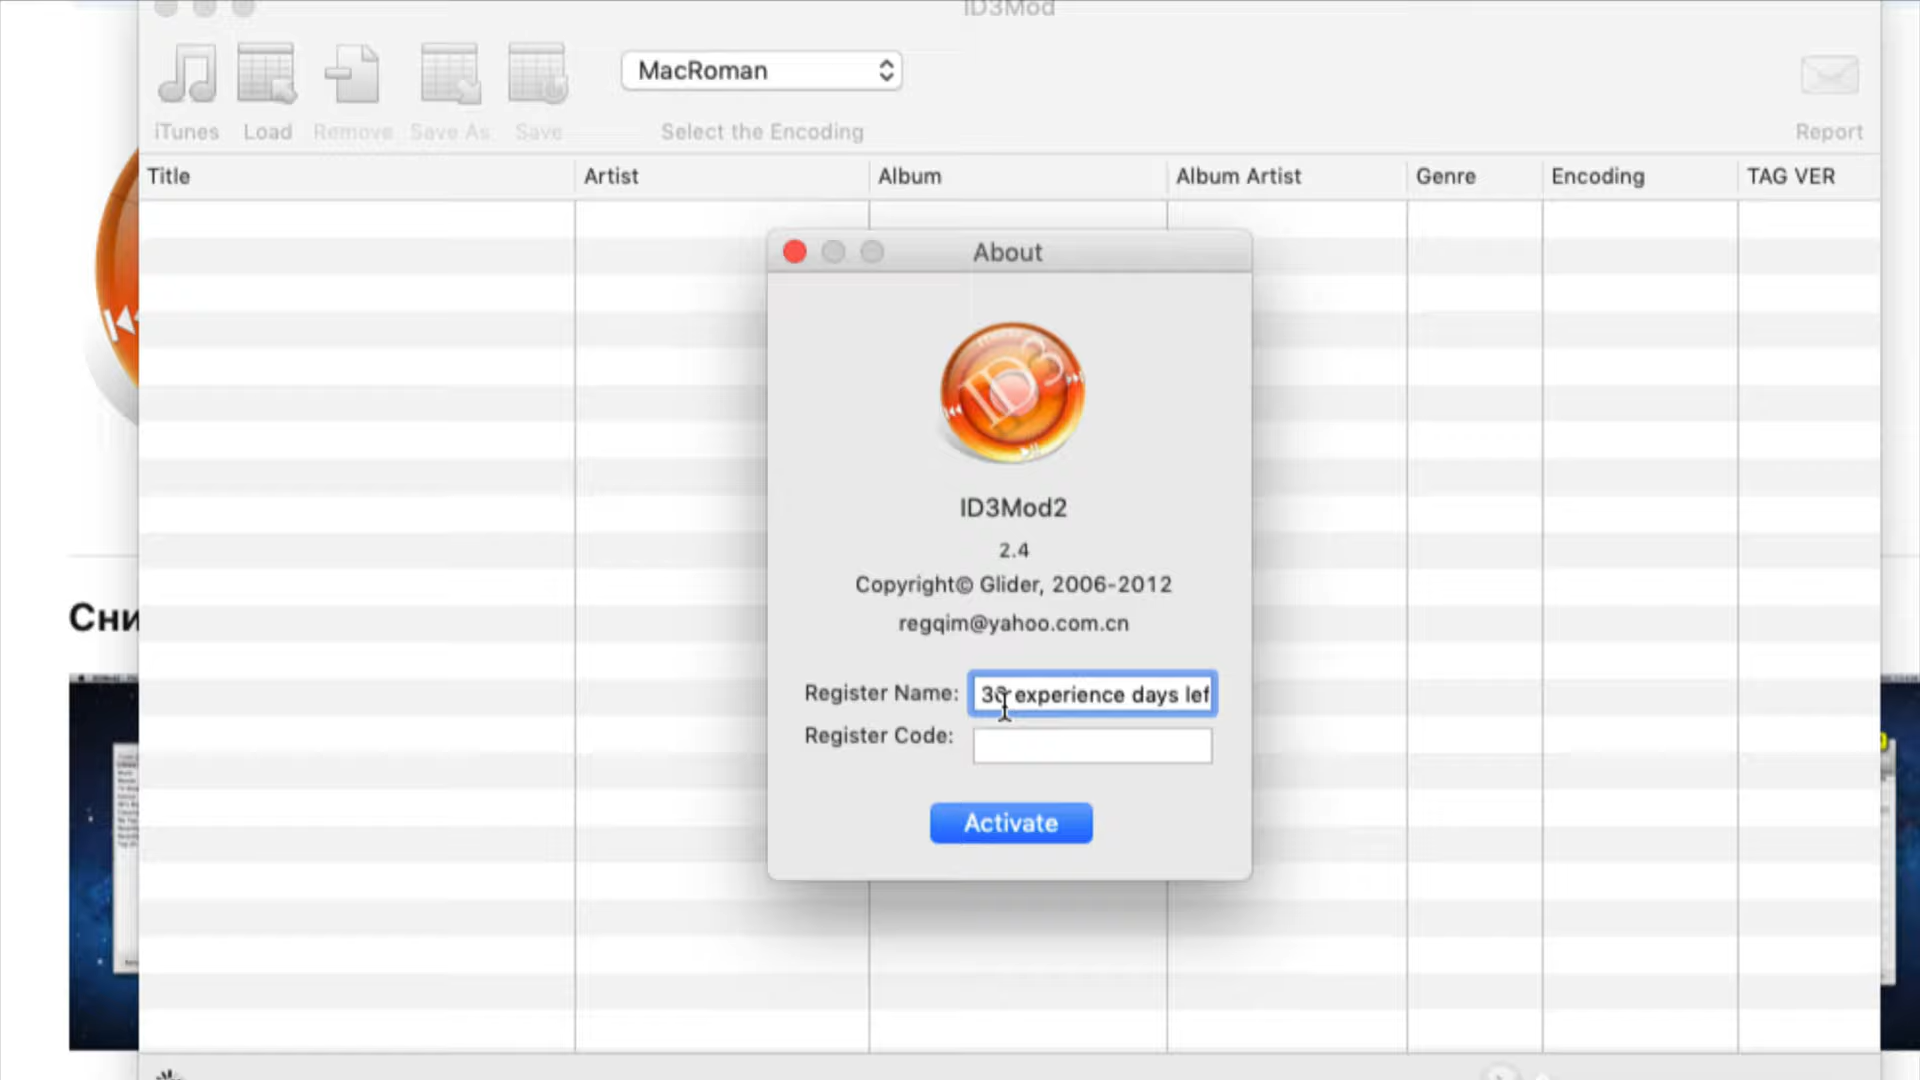 ID3Mod
MacRoman
iTunes Load Remove Save As Save Select the Encoding Report
Title Artist Album Album Artist Genre Encoding TAG VER
About
ID3
ID3Mod2
2.4
Copyright© Glider, 2006-2012
regqim@yahoo.com.cn
Register Name: experience days lef
Register Code:
Activate
Сни